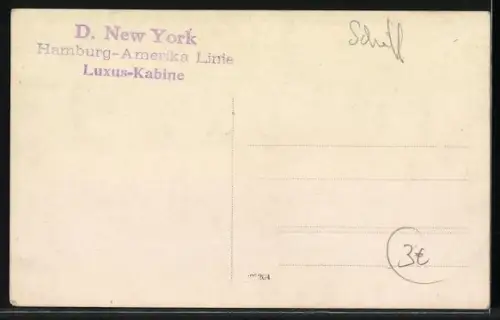 D. New York
Hamburg-Amerika Linie
Luxus-Kabine
Schiff
3€